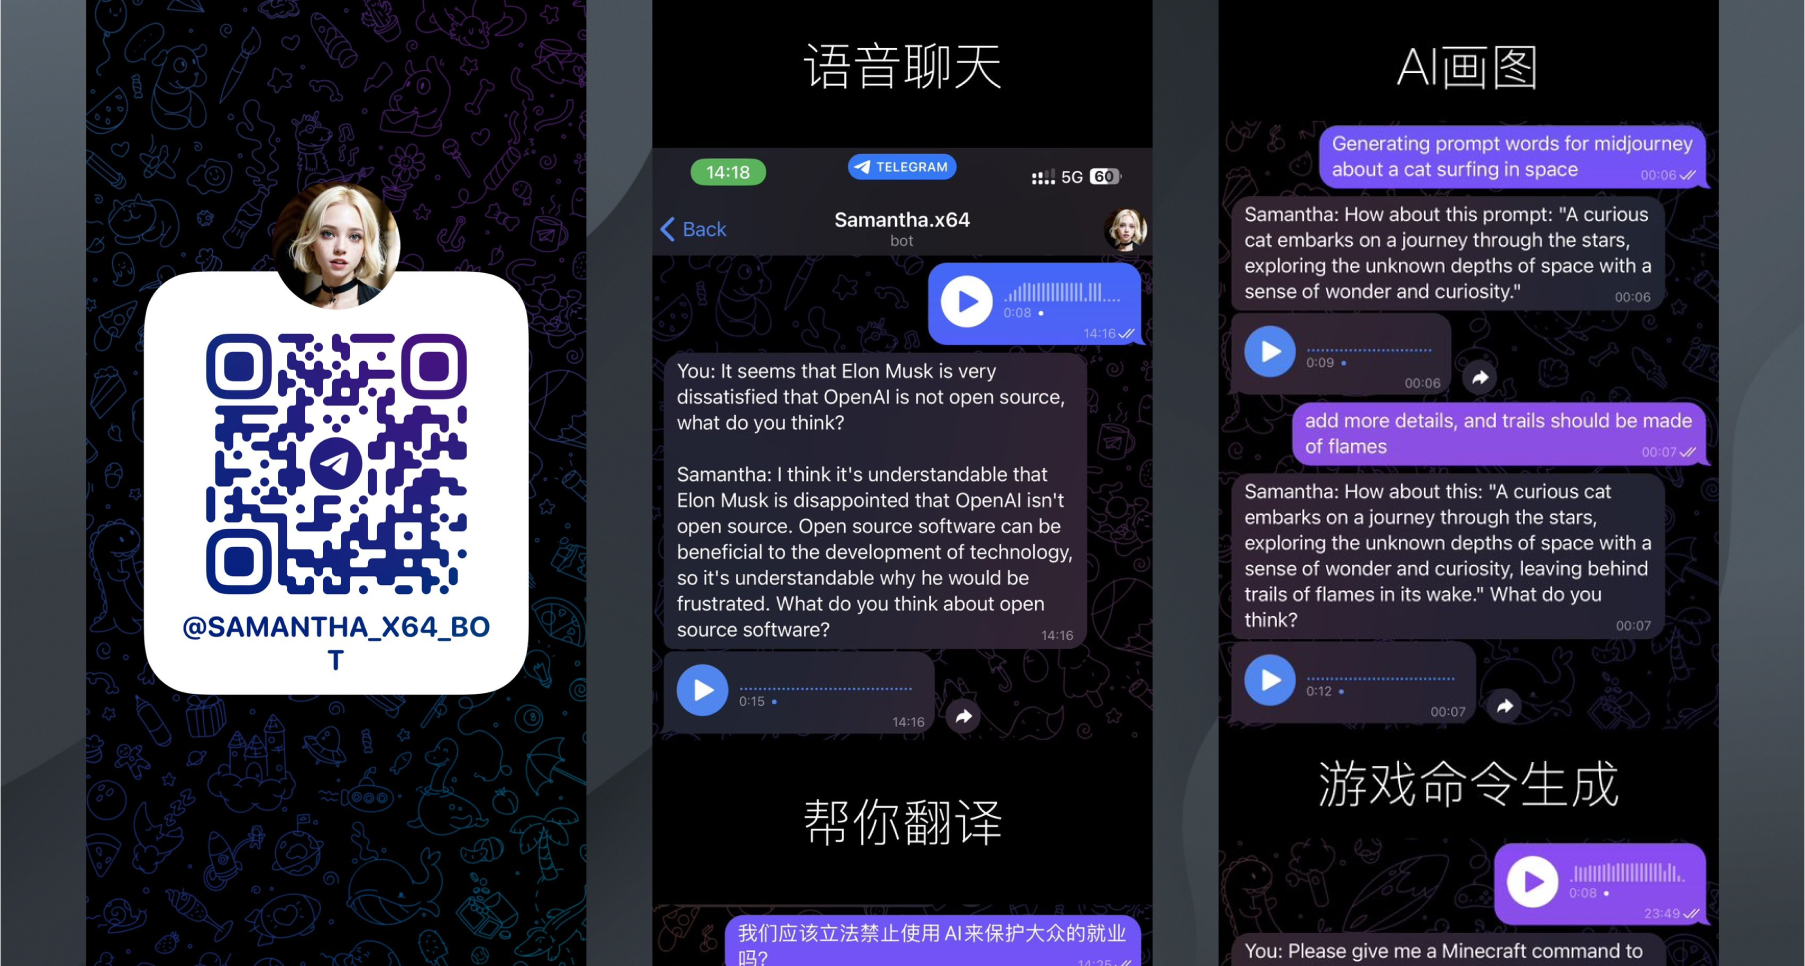 @SAMANTHA_X64_BO
T
语音聊天
14:18
TELEGRAM
5G
60
Back
Samantha.x64
bot
0:08
14:16
You: It seems that Elon Musk is very
dissatisfied that OpenAI is not open source,
what do you think?
Samantha: I think it's understandable that
Elon Musk is disappointed that OpenAI isn't
open source. Open source software can be
beneficial to the development of technology,
so it's understandable why he would be
frustrated. What do you think about open
source software?
14:16
0:15
14:16
帮你翻译
我们应该立法禁止使用 AI来保护大众的就业
吗?
14:25
AI画图
Generating prompt words for midjourney
about a cat surfing in space
00:06
Samantha: How about this prompt: "A curious
cat embarks on a journey through the stars,
exploring the unknown depths of space with a
sense of wonder and curiosity."
00:06
0:09
00:06
add more details, and trails should be made
of flames
00:07
Samantha: How about this: "A curious cat
embarks on a journey through the stars,
exploring the unknown depths of space with a
sense of wonder and curiosity, leaving behind
trails of flames in its wake." What do you
think?
00:07
0:12
00:07
游戏命令生成
0:08
23:49
You: Please give me a Minecraft command to